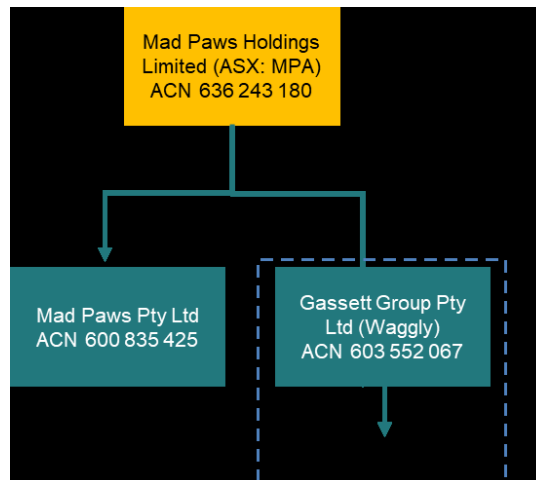 Mad Paws Holdings
Limited (ASX: MPA)
ACN 636 243 180
Mad Paws Pty Ltd
ACN 600 835 425
Gassett Group Pty
Ltd (Waggly)
ACN 603 552 067